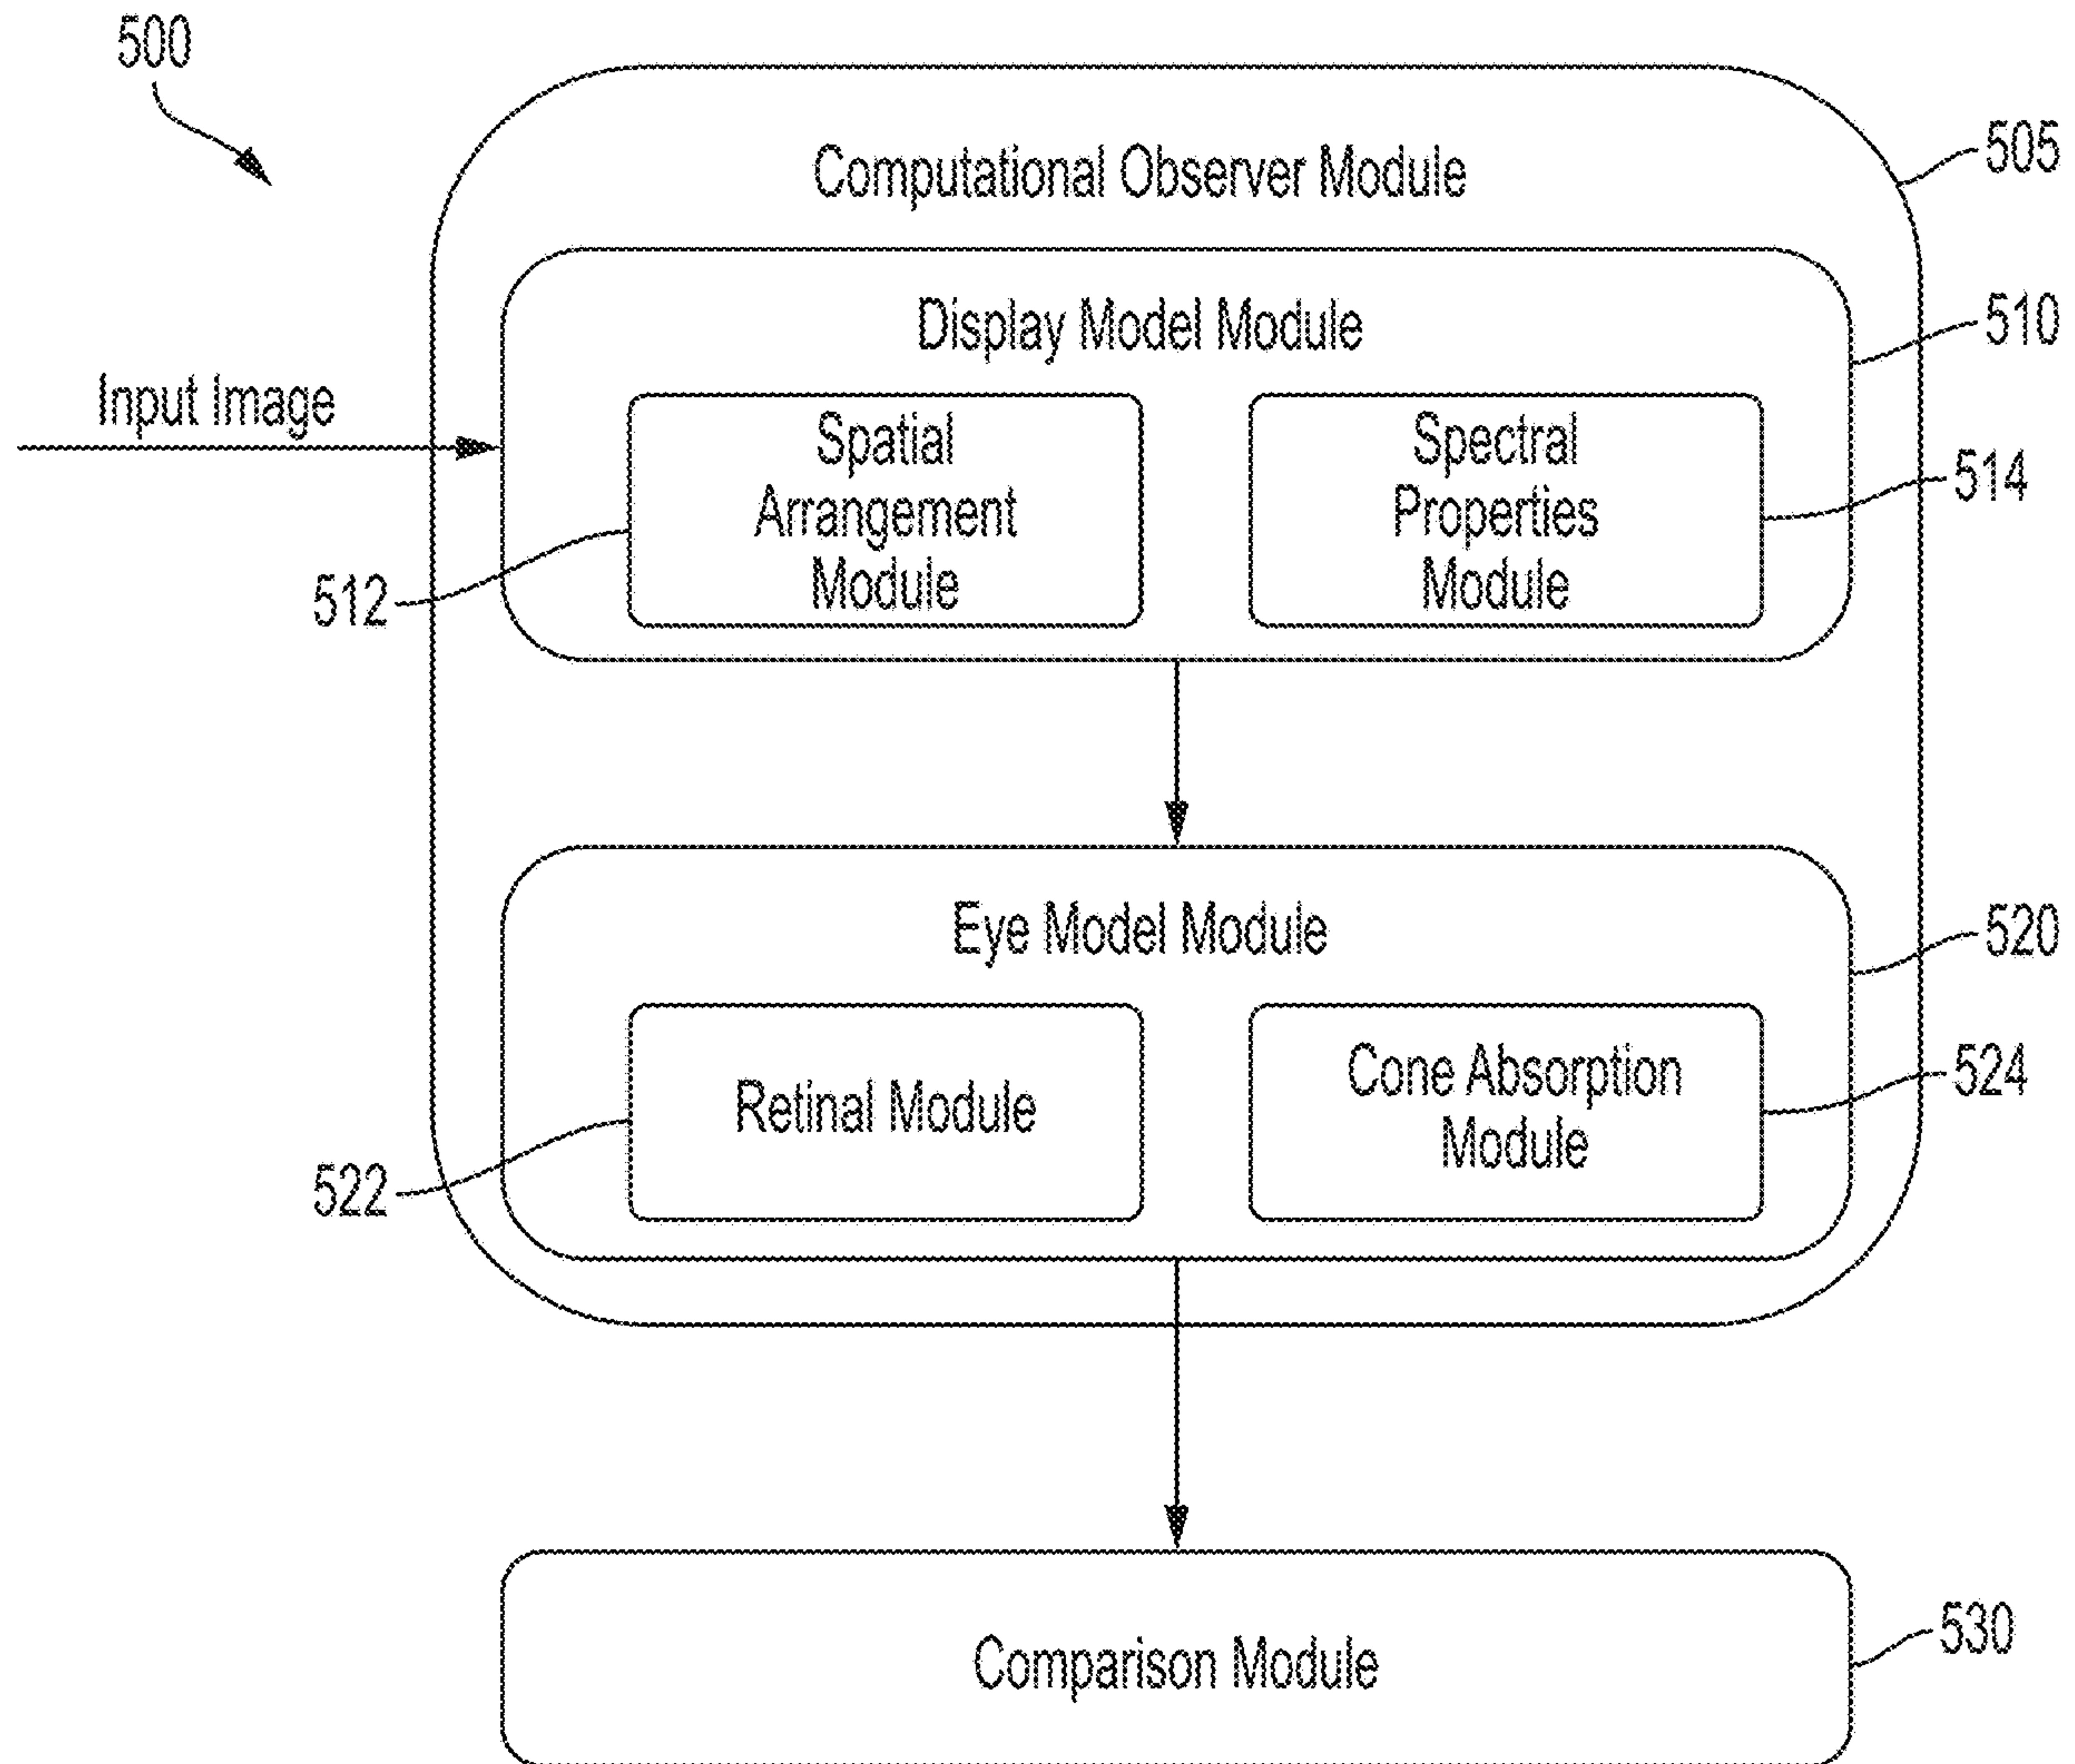 500
Computational Observer Module
505
Display Model Module
510
Input Image
Spatial
Arrangement
Module
Spectral
Properties
Module
514
512
Eye Model Module
520
Retinal Module
Cone Absorption
Module
524
522
Comparison Module
530